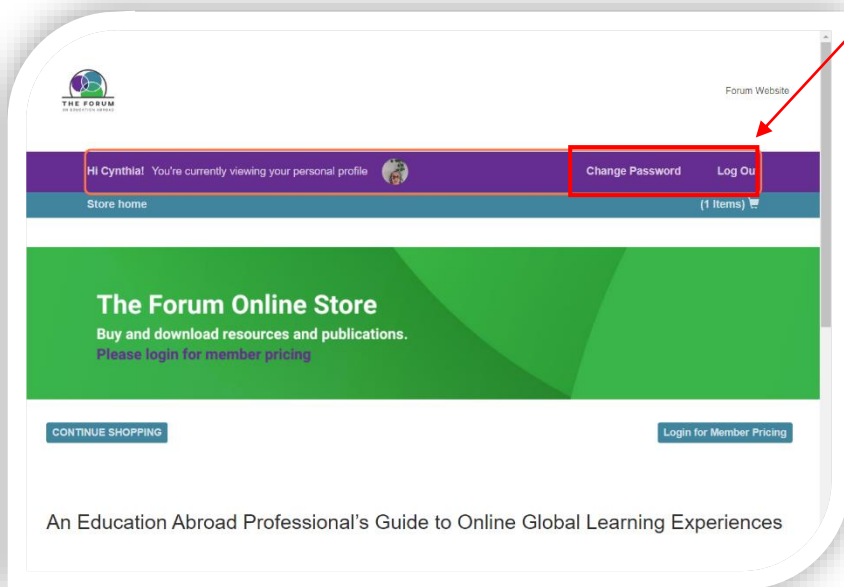 THE FORUM
ON EDUCATION ABROAD
Forum Website
Hi Cynthia! You're currently viewing your personal profile
Change Password Log Ou
Store home (1 Items)
The Forum Online Store
Buy and download resources and publications.
Please login for member pricing
CONTINUE SHOPPING Login for Member Pricing
An Education Abroad Professional's Guide to Online Global Learning Experiences